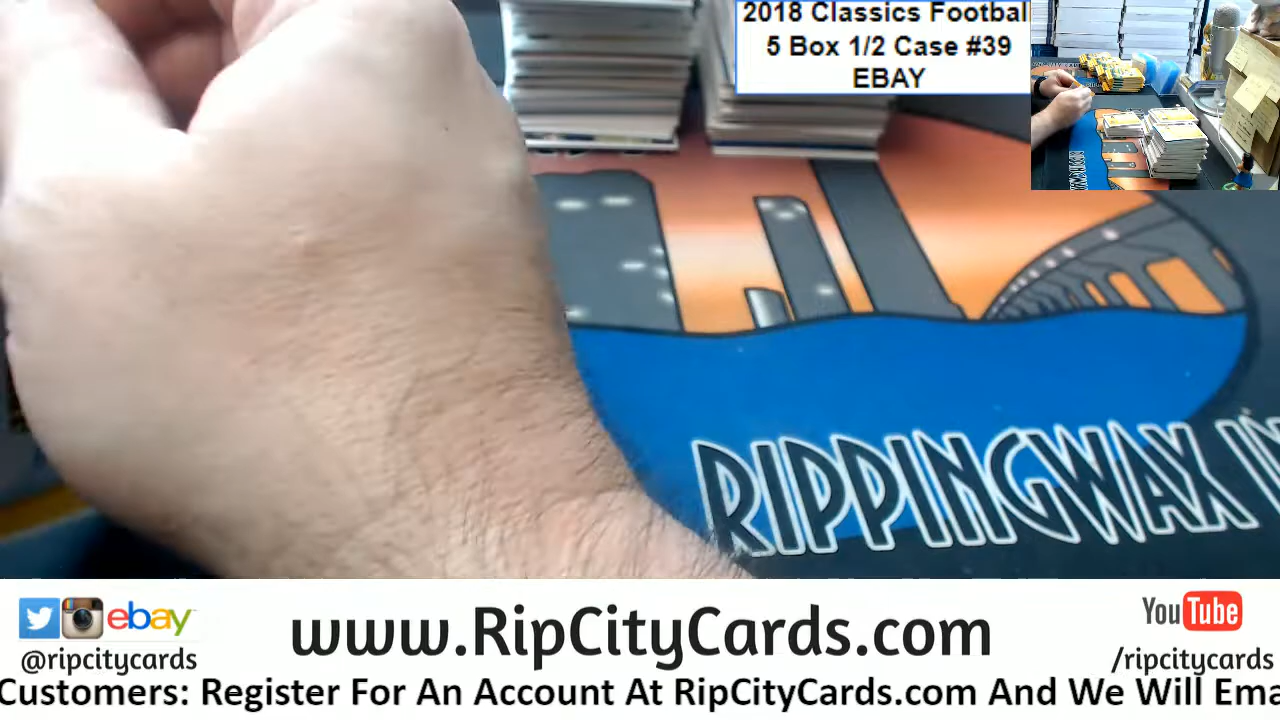 2018 Classics Footbal
5 Box 1/2 Case #39
EBAY
RIPPINGWAX I
ebay
@ripcitycards
www.RipCityCards.com
YouTube
/ripcitycards
Customers: Register For An Account At RipCityCards.com And We Will Ema